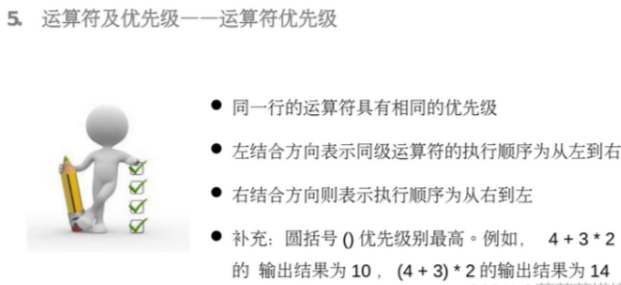 5. 运算符及优先级——运算符优先级
● 同一行的运算符具有相同的优先级
● 左结合方向表示同级运算符的执行顺序为从左到右
● 右结合方向则表示执行顺序为从右到左
● 补充：圆括号 () 优先级别最高。例如， 4 + 3 * 2
的 输出结果为 10 ， (4 + 3) * 2 的输出结果为 14